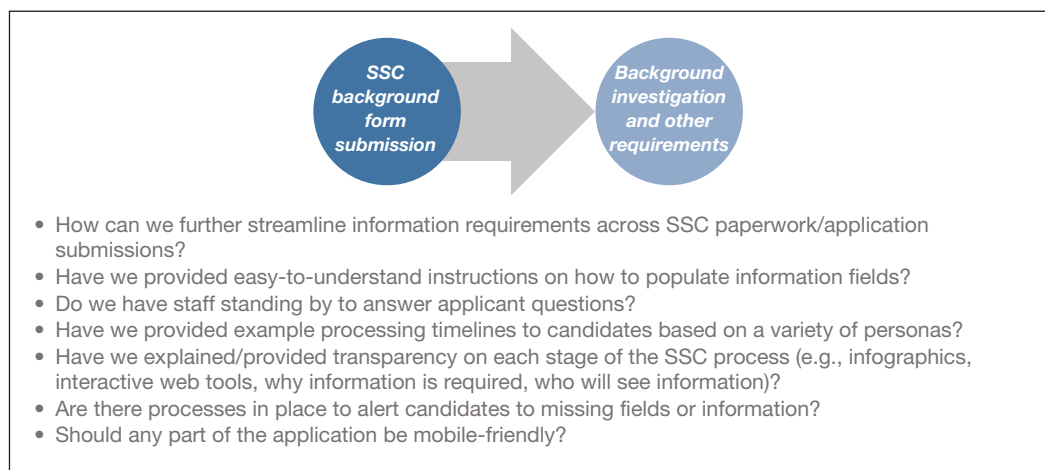 SSC
background
form
submission
Background
investigation
and other
requirements
• How can we further streamline information requirements across SSC paperwork/application
submissions?
• Have we provided easy-to-understand instructions on how to populate information fields?
• Do we have staff standing by to answer applicant questions?
• Have we provided example processing timelines to candidates based on a variety of personas?
• Have we explained/provided transparency on each stage of the SSC process (e.g., infographics,
interactive web tools, why information is required, who will see information)?
• Are there processes in place to alert candidates to missing fields or information?
• Should any part of the application be mobile-friendly?